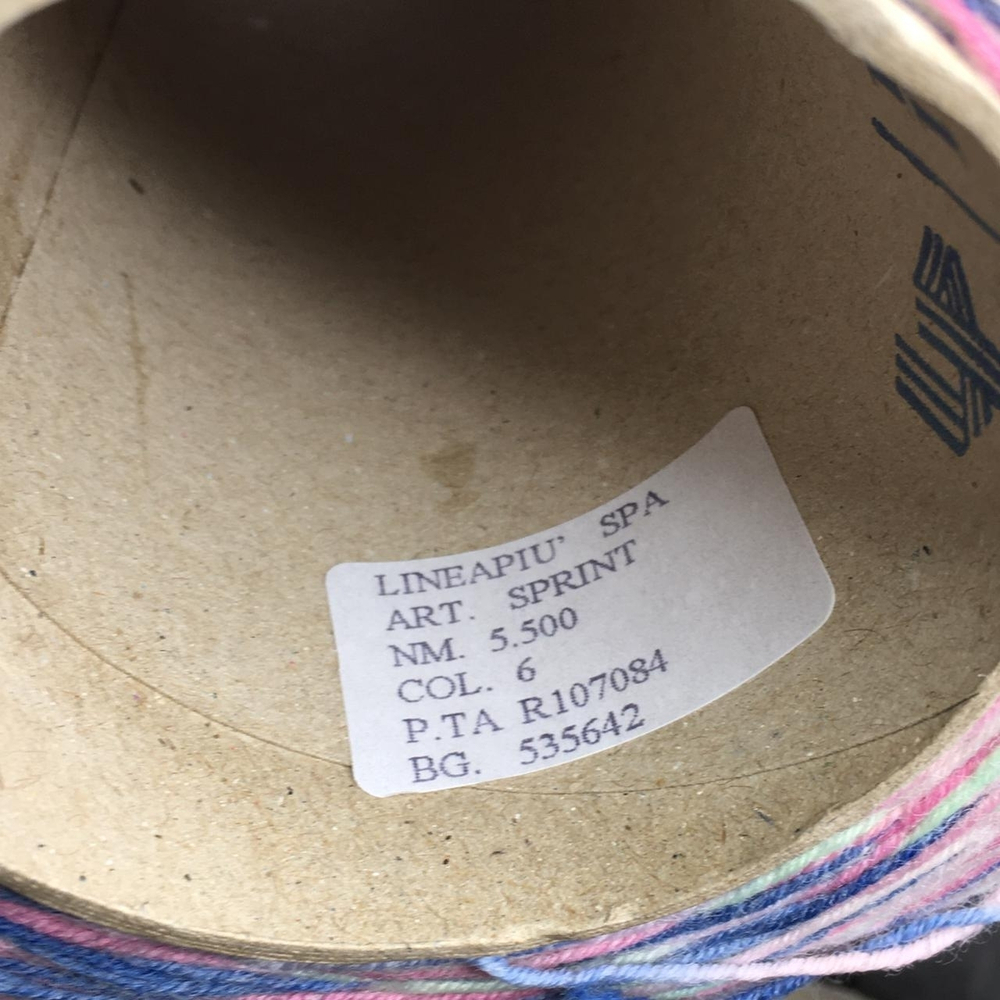 LINEAPIU' SPA
ART. SPRINT
NM. 5.500
COL. 6
P.TA R107084
BG. 535642